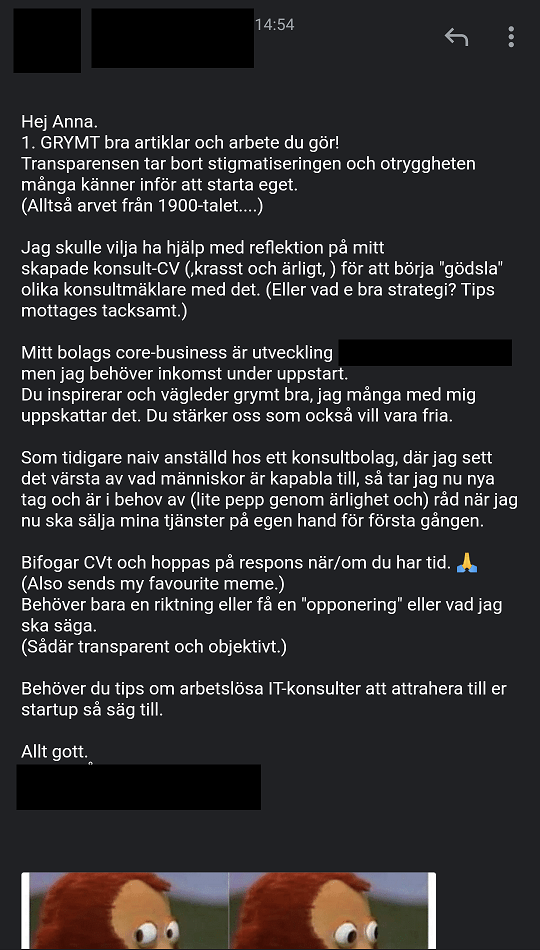 14:54
Hej Anna.
1. GRYMT bra artiklar och arbete du gör!
Transparensen tar bort stigmatiseringen och otryggheten
många känner inför att starta eget.
(Alltså arvet från 1900-talet....)
Jag skulle vilja ha hjälp med reflektion på mitt
skapade konsult-CV (,krasst och ärligt, ) för att börja "gödsla"
olika konsultmäklare med det. (Eller vad e bra strategi? Tips
mottages tacksamt.)
Mitt bolags core-business är utveckling
men jag behöver inkomst under uppstart.
Du inspirerar och vägleder grymt bra, jag många med mig
uppskattar det. Du stärker oss som också vill vara fria.
Som tidigare naiv anställd hos ett konsultbolag, där jag sett
det värsta av vad människor är kapabla till, så tar jag nu nya
tag och är i behov av (lite pepp genom ärlighet och) råd när jag
nu ska sälja mina tjänster på egen hand för första gången.
Bifogar CVt och hoppas på respons när/om du har tid. 🙏
(Also sends my favourite meme.)
Behöver bara en riktning eller få en "opponering" eller vad jag
ska säga.
(Sådär transparent och objektivt.)
Behöver du tips om arbetslösa IT-konsulter att attrahera till er
startup så säg till.
Allt gott.